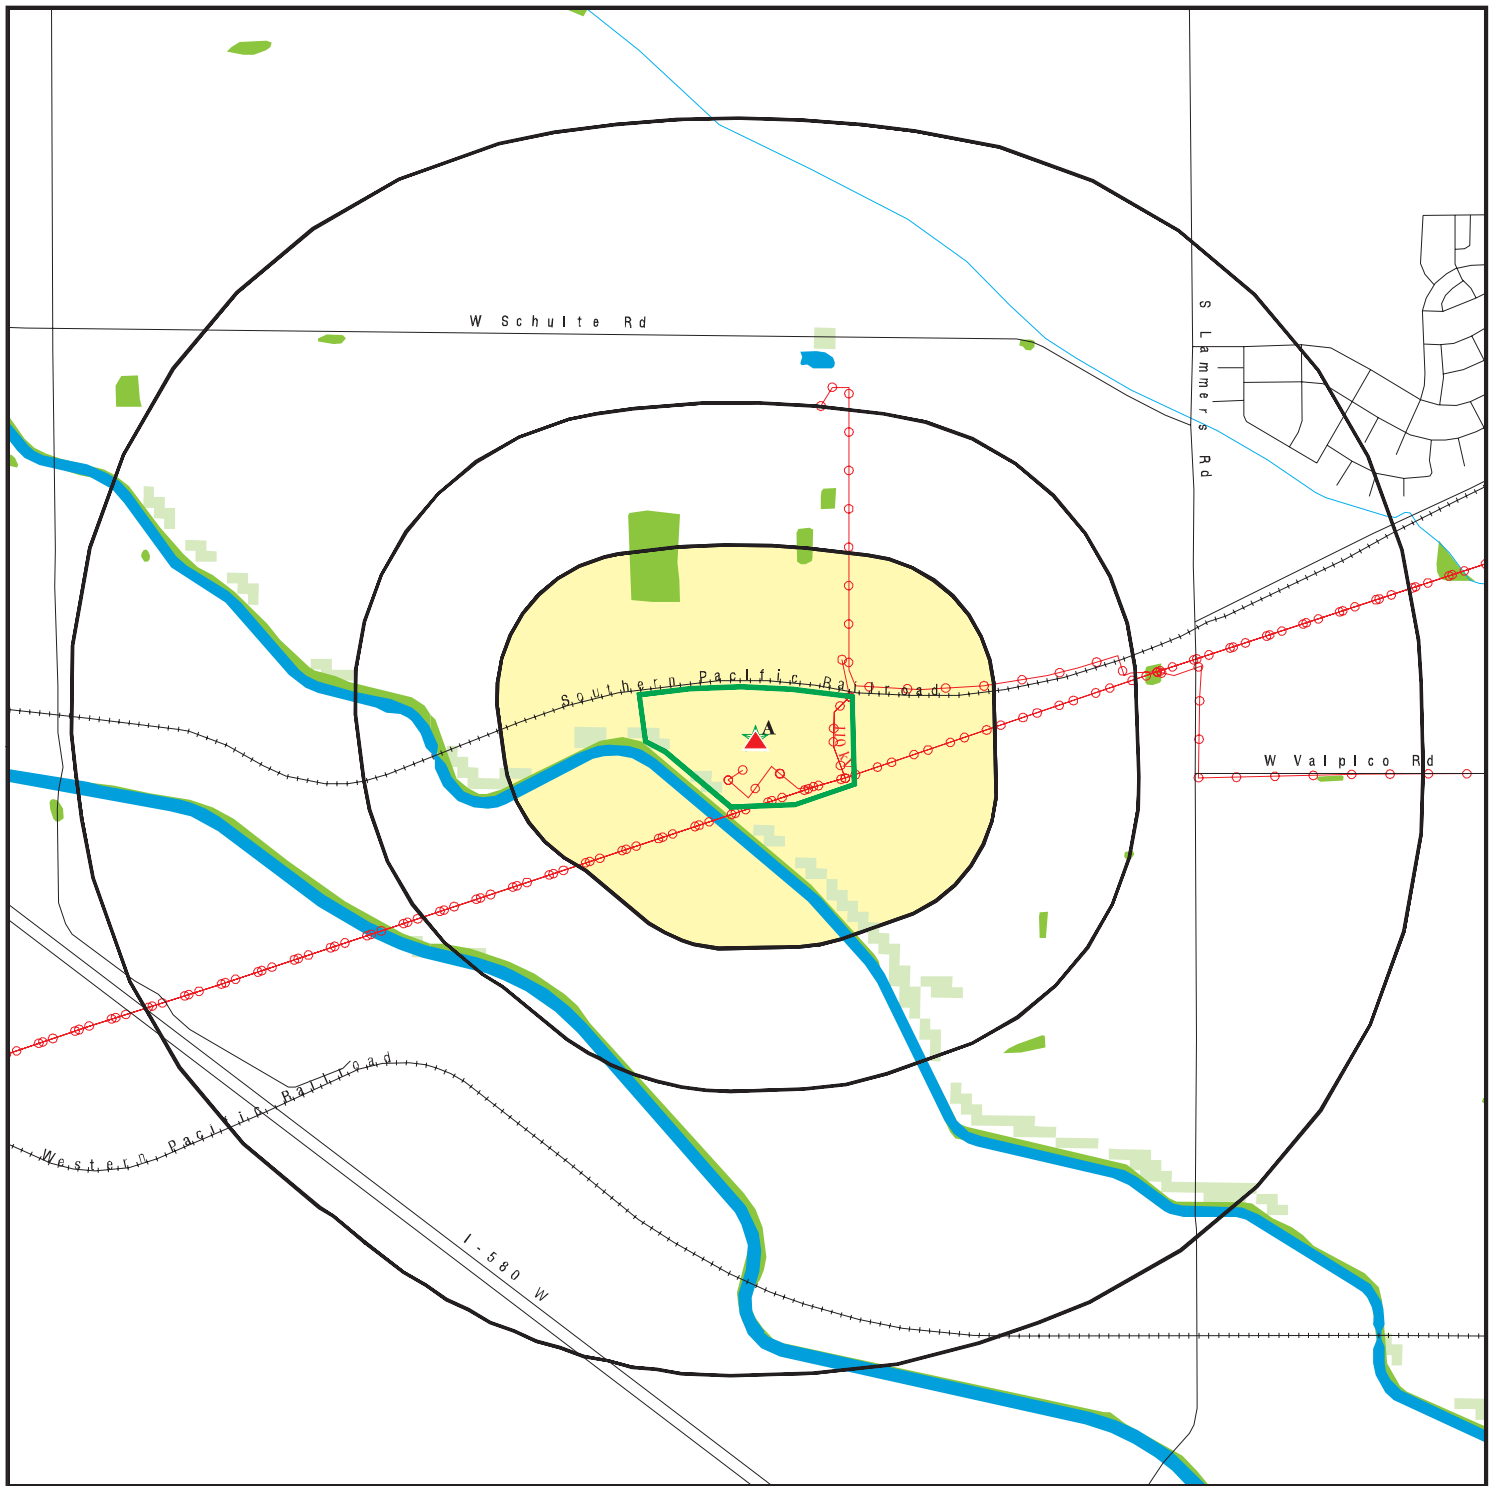 W Schulte Rd
S Lammers Rd
Southern Pacific Railroad
A
W Valpico Rd
Western Pacific Railroad
I-580 W